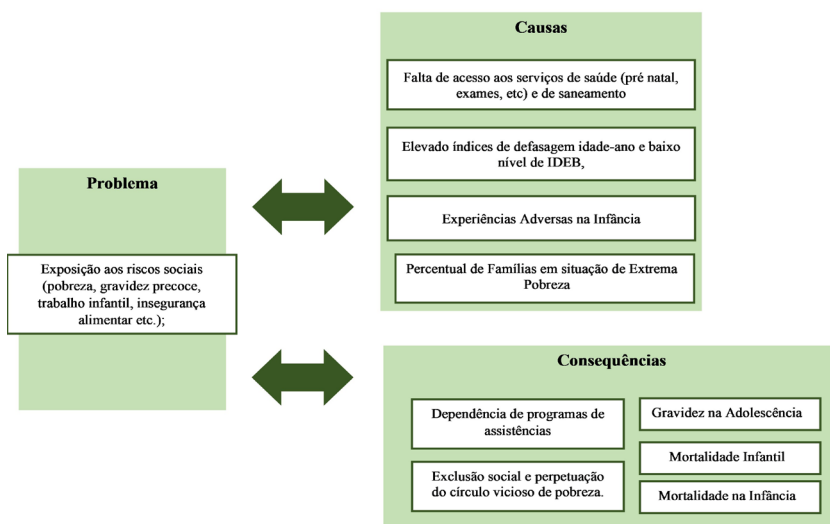 Problema
Exposição aos riscos sociais
(pobreza, gravidez precoce,
trabalho infantil, insegurança
alimentar etc.);
Causas
Falta de acesso aos serviços de saúde (pré natal,
exames, etc) e de saneamento
Elevado índices de defasagem idade-ano e baixo
nível de IDEB,
Experiências Adversas na Infância
Percentual de Famílias em situação de Extrema
Pobreza
Consequências
Dependência de programas de
assistências
Exclusão social e perpetuação
do círculo vicioso de pobreza.
Gravidez na Adolescência
Mortalidade Infantil
Mortalidade na Infância